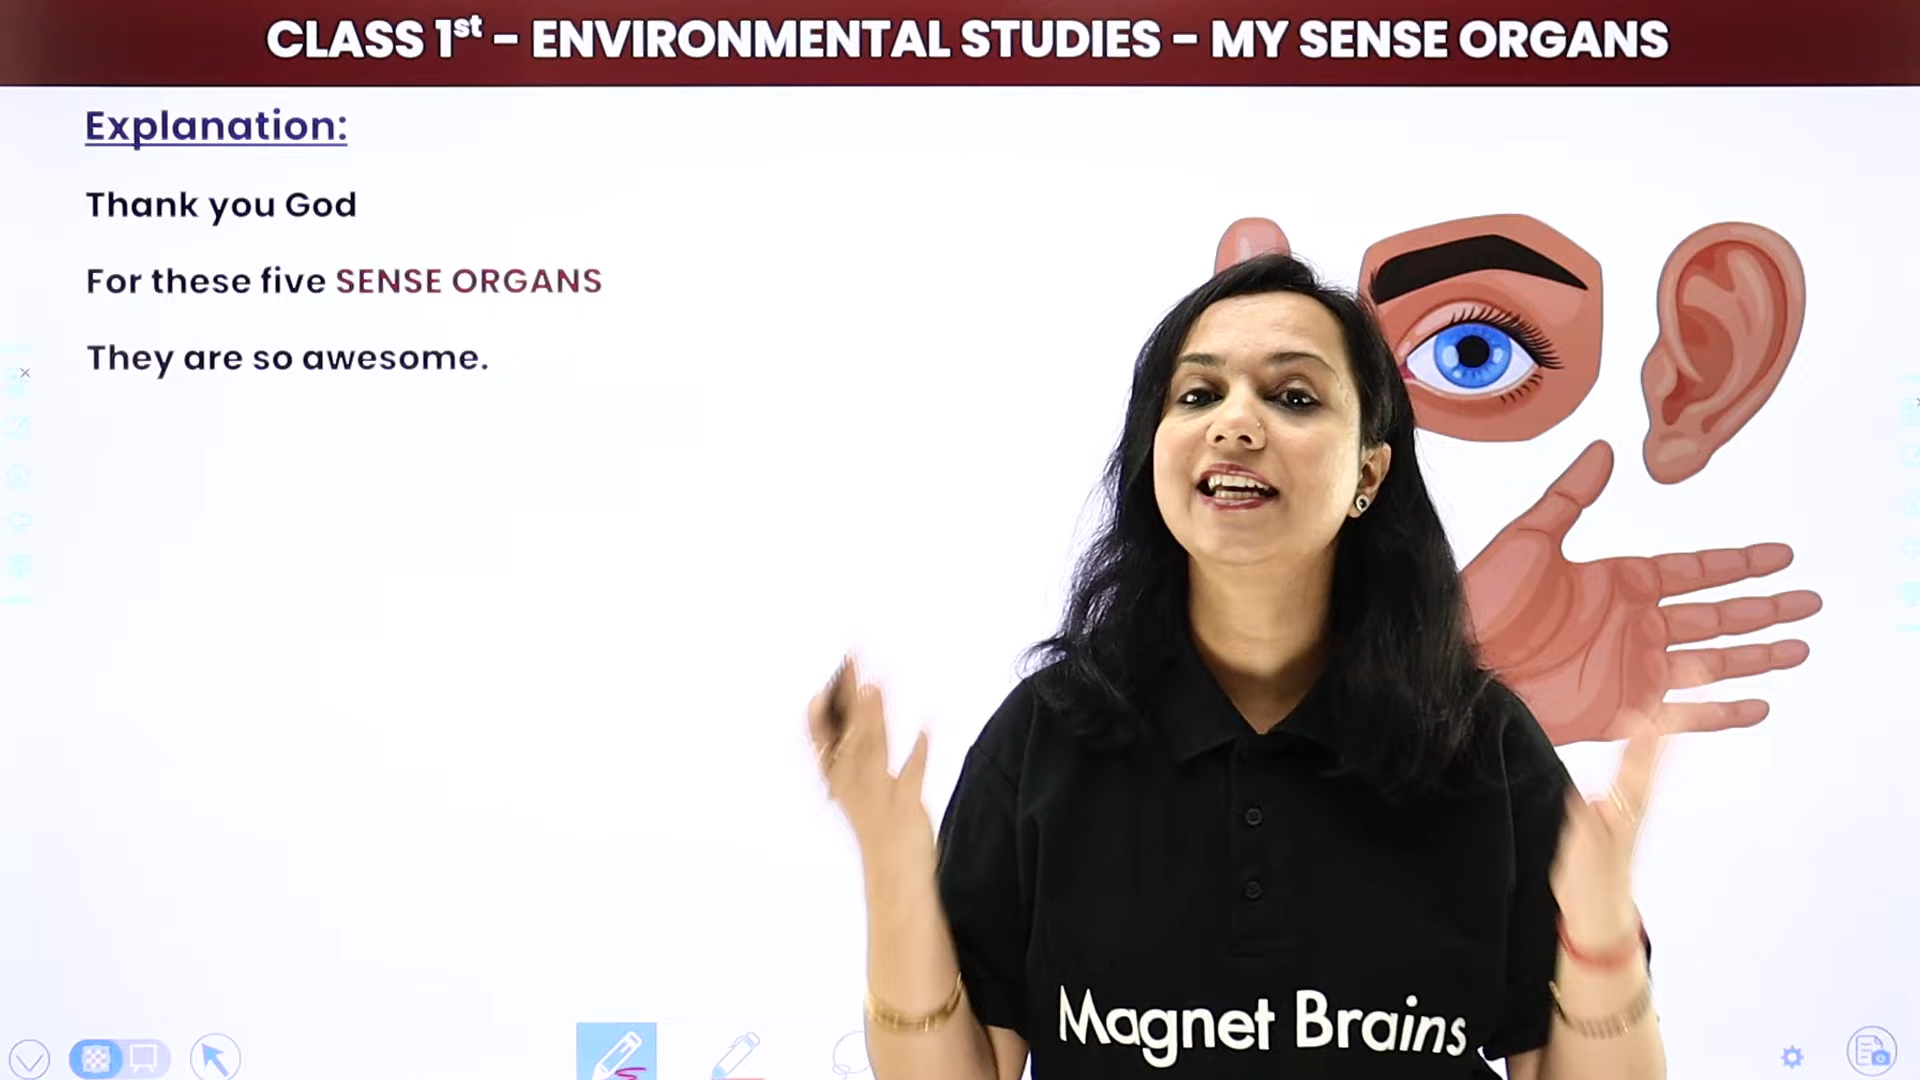 CLASS 1st - ENVIRONMENTAL STUDIES - MY SENSE ORGANS
Explanation:
Thank you God
For these five SENSE ORGANS
They are so awesome.
Magnet Brains